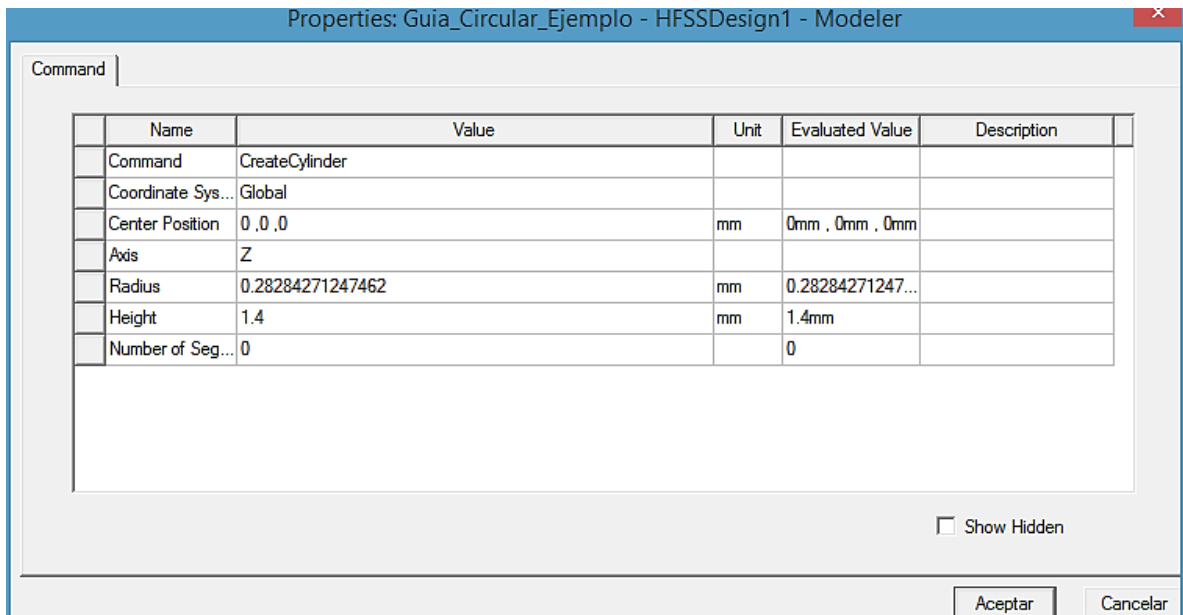 Properties: Guia_Circular_Ejemplo - HFSSDesign1 - Modeler
Command
Name Value Unit Evaluated Value Description
Command CreateCylinder
Coordinate Sys... Global
Center Position 0 ,0 ,0 mm 0mm , 0mm , 0mm
Axis Z
Radius 0.28284271247462 mm 0.28284271247...
Height 1.4 mm 1.4mm
Number of Seg... 0 0
Show Hidden
Aceptar Cancelar